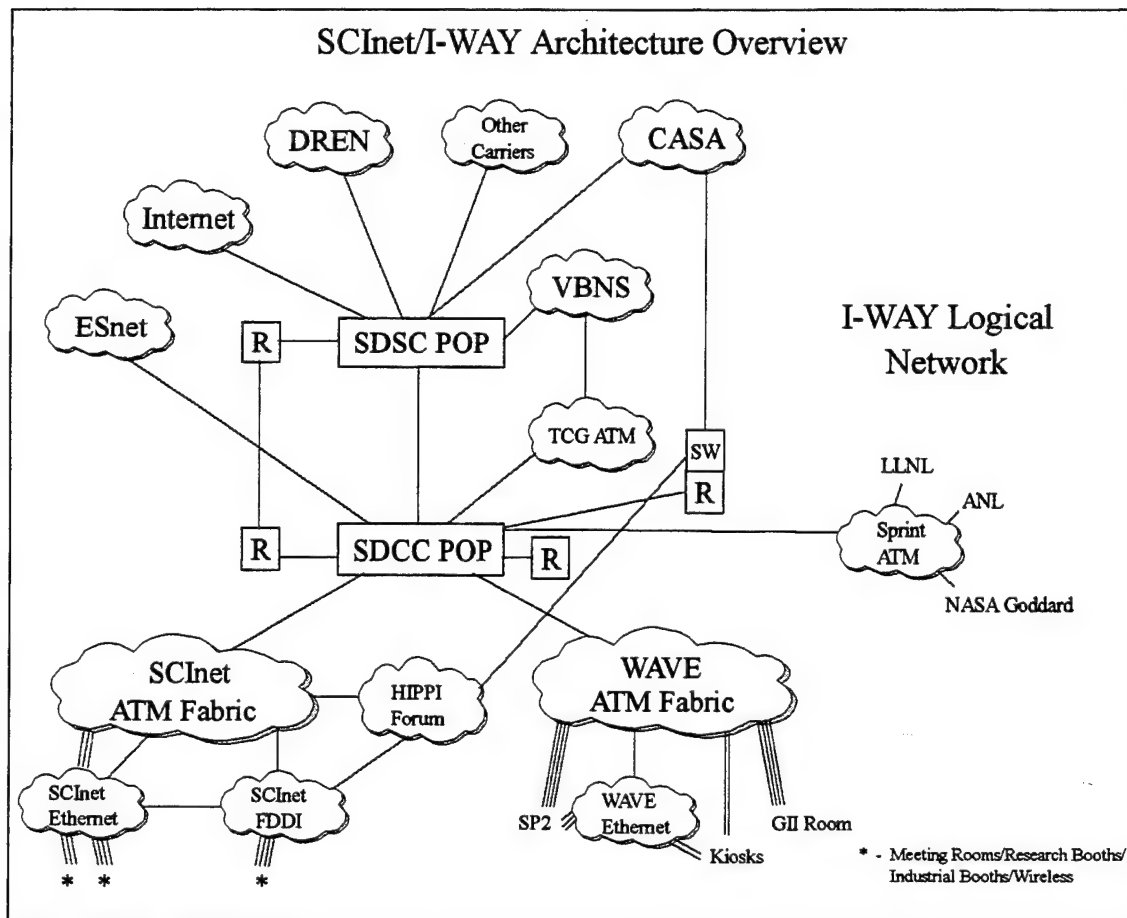 SCInet/I-WAY Architecture Overview
DREN
Other
Carriers
CASA
Internet
VBNS
ESnet
I-WAY Logical
Network
R
SDSC POP
TCG ATM
SW
R
LLNL
ANL
Sprint
ATM
NASA Goddard
R
SDCC POP
R
SCInet
ATM Fabric
HIPPI
Forum
WAVE
ATM Fabric
SCInet
Ethernet
SCInet
FDDI
SP2
WAVE
Ethernet
GII Room
Kiosks
* - Meeting Rooms/Research Booths/
Industrial Booths/Wireless
* * *